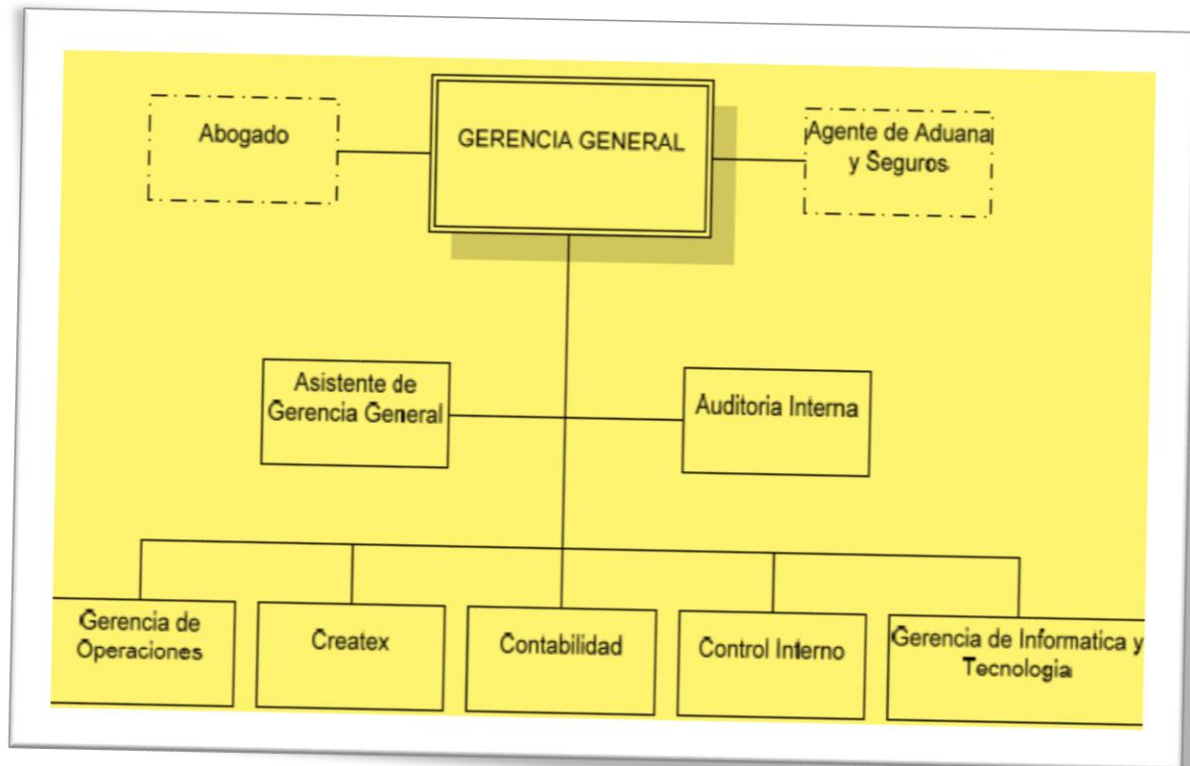 Abogado
GERENCIA GENERAL
Agente de Aduana
y Seguros
Asistente de
Gerencia General
Auditoria Interna
Gerencia de
Operaciones
Createx
Contabilidad
Control Interno
Gerencia de Informatica y
Tecnologia